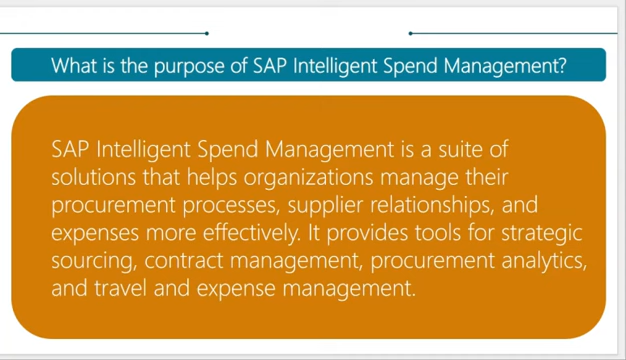 What is the purpose of SAP Intelligent Spend Management?
SAP Intelligent Spend Management is a suite of
solutions that helps organizations manage their
procurement processes, supplier relationships, and
expenses more effectively. It provides tools for strategic
sourcing, contract management, procurement analytics,
and travel and expense management.